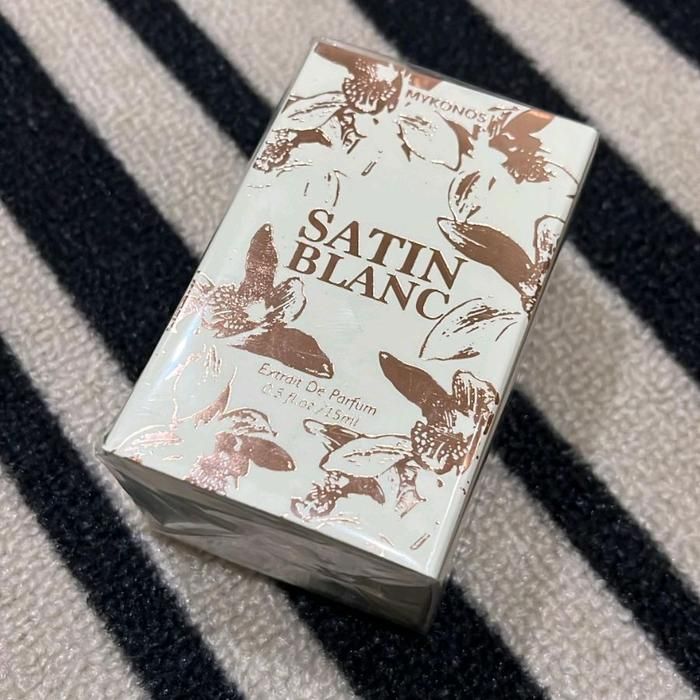 MYKONOS
SATIN
BLANC
Extrait De Parfum
0.5 fl.oz / 15ml